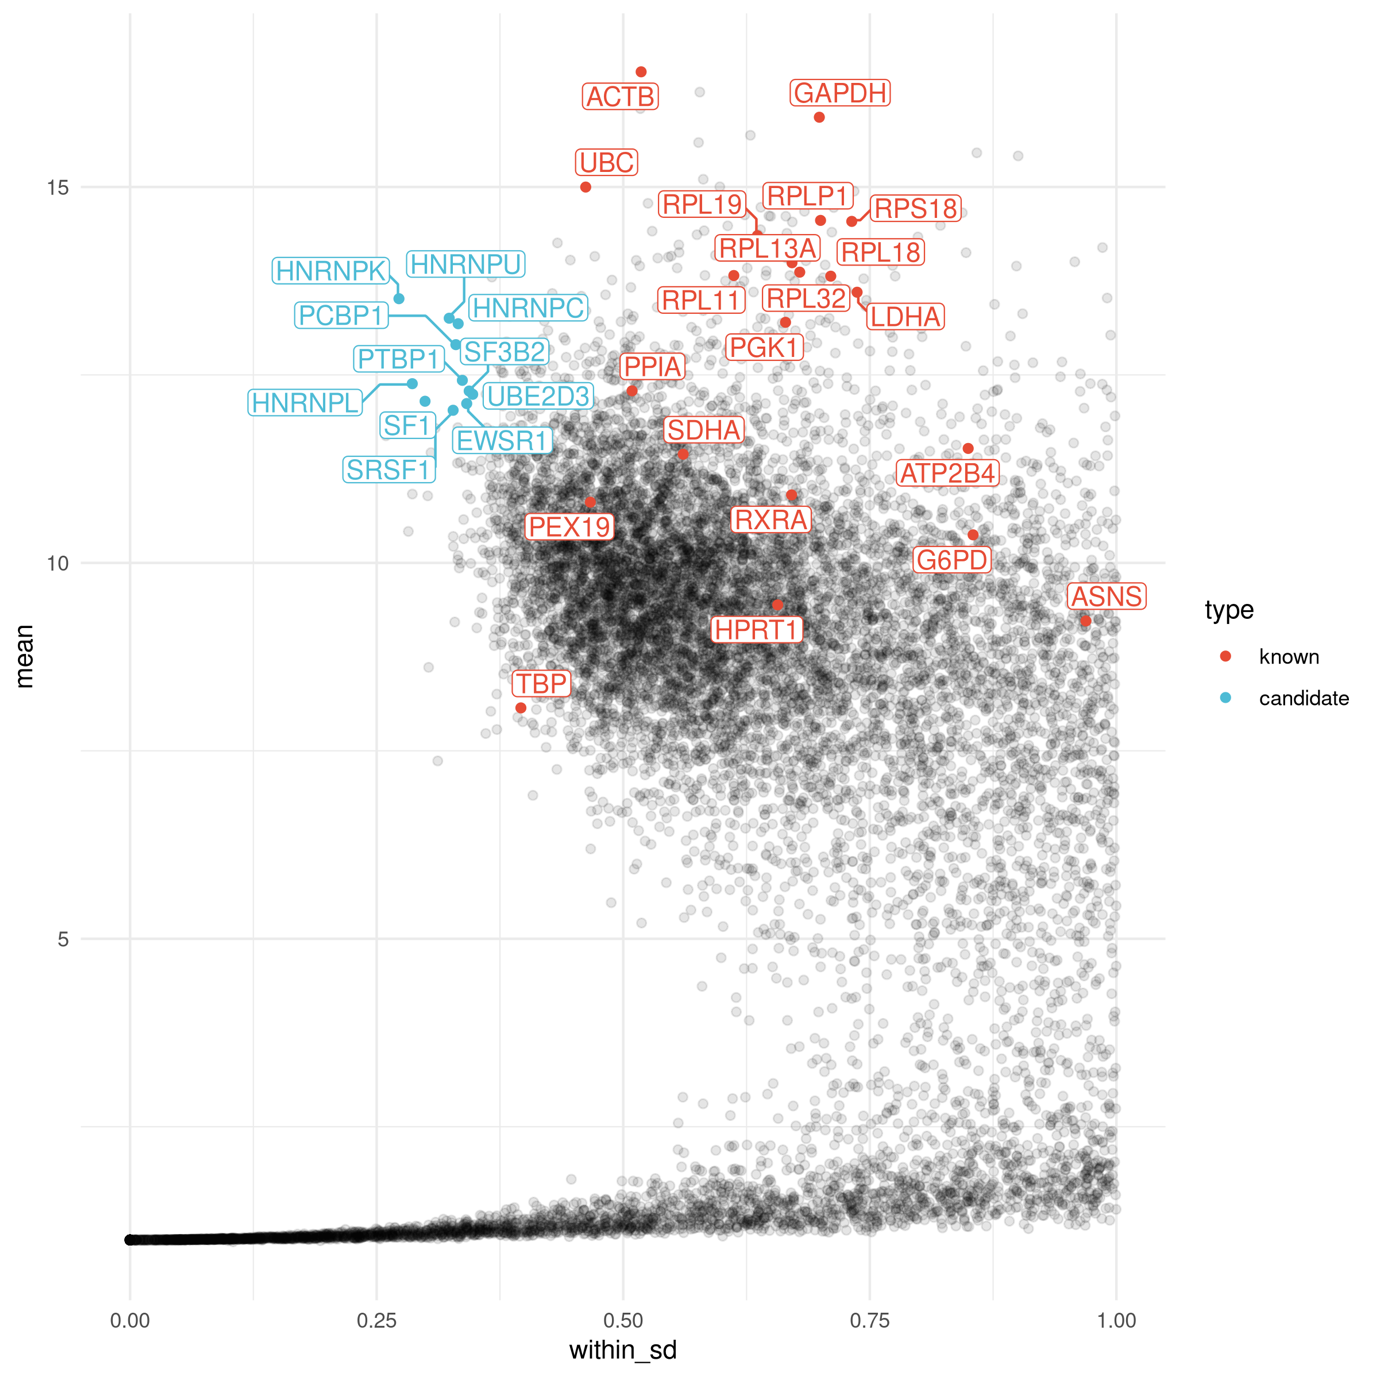 ACTB
GAPDH
UBC
15
RPL19
RPLP1
RPS18
RPL13A
RPL18
HNRNPK
HNRNPU
RPL11
RPL32
PCBP1
HNRNPC
LDHA
PGK1
PTBP1
SF3B2
PPIA
HNRNPL
UBE2D3
SF1
EWSR1
SDHA
SRSF1
ATP2B4
PEX19
RXRA
10
G6PD
ASNS
HPRT1
TBP
mean
type
known
candidate
5
0.00
0.25
0.50
0.75
1.00
within_sd